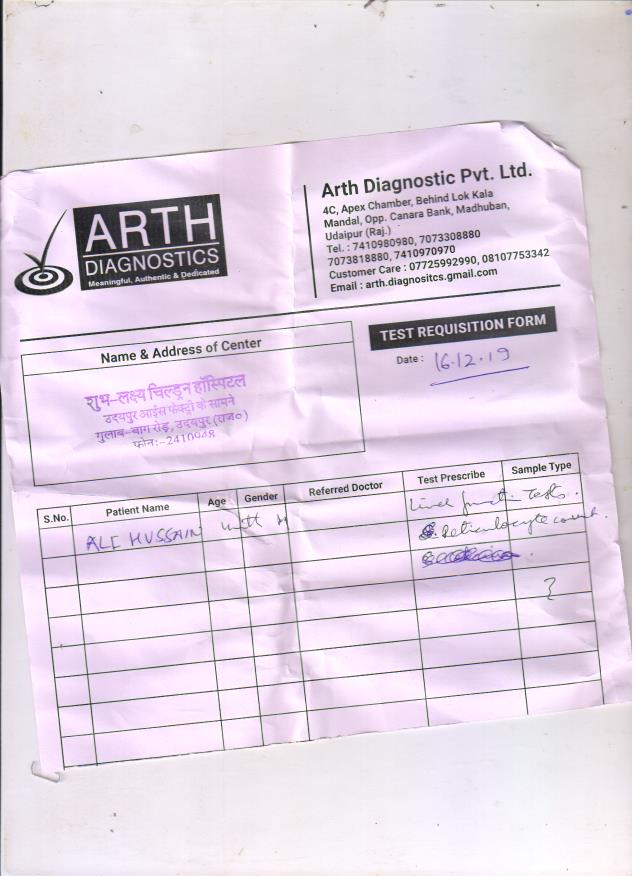 ARTH
DIAGNOSTICS
Meaningful, Authentic & Dedicated
Arth Diagnostic Pvt. Ltd.
4C, Apex Chamber, Behind Lok Kala
Mandal, Opp. Canara Bank, Madhuban,
Udaipur (Raj.)
Tel. : 7410980980, 7073308880
7073818880, 7410970970
Customer Care : 07725992990, 08107753342
Email : arth.diagnositcs.gmail.com
TEST REQUISITION FORM
Date : 16.12.19
Name & Address of Center
शुभ-लक्ष्य चिल्ड्रन हॉस्पिटल
उदयपुर आईस फेक्ट्री के सामने
गुलाब-बाग रोड़, उदयपुर (राज०)
फोन:-2410048
S.No. Patient Name Age Gender Referred Doctor Test Prescribe Sample Type
Liver tests.
ALI HUSSAIN M Reticulocyte count.